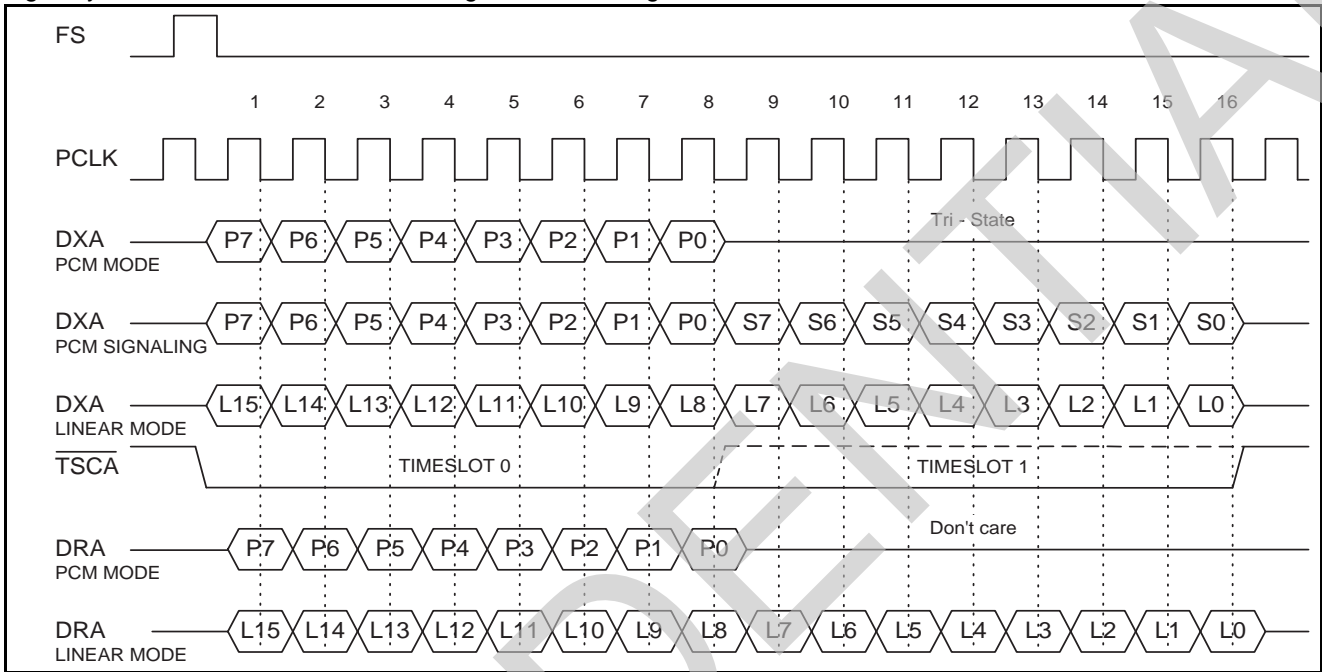 FS
1 2 3 4 5 6 7 8 9 10 11 12 13 14 15 16
PCLK
DXA P7 P6 P5 P4 P3 P2 P1 P0 Tri - State
PCM MODE
DXA P7 P6 P5 P4 P3 P2 P1 P0 S7 S6 S5 S4 S3 S2 S1 S0
PCM SIGNALING
DXA L15 L14 L13 L12 L11 L10 L9 L8 L7 L6 L5 L4 L3 L2 L1 L0
LINEAR MODE
TSCA TIMESLOT 0 TIMESLOT 1
DRA P7 P6 P5 P4 P3 P2 P1 P0 Don't care
PCM MODE
DRA L15 L14 L13 L12 L11 L10 L9 L8 L7 L6 L5 L4 L3 L2 L1 L0
LINEAR MODE
DENTIA